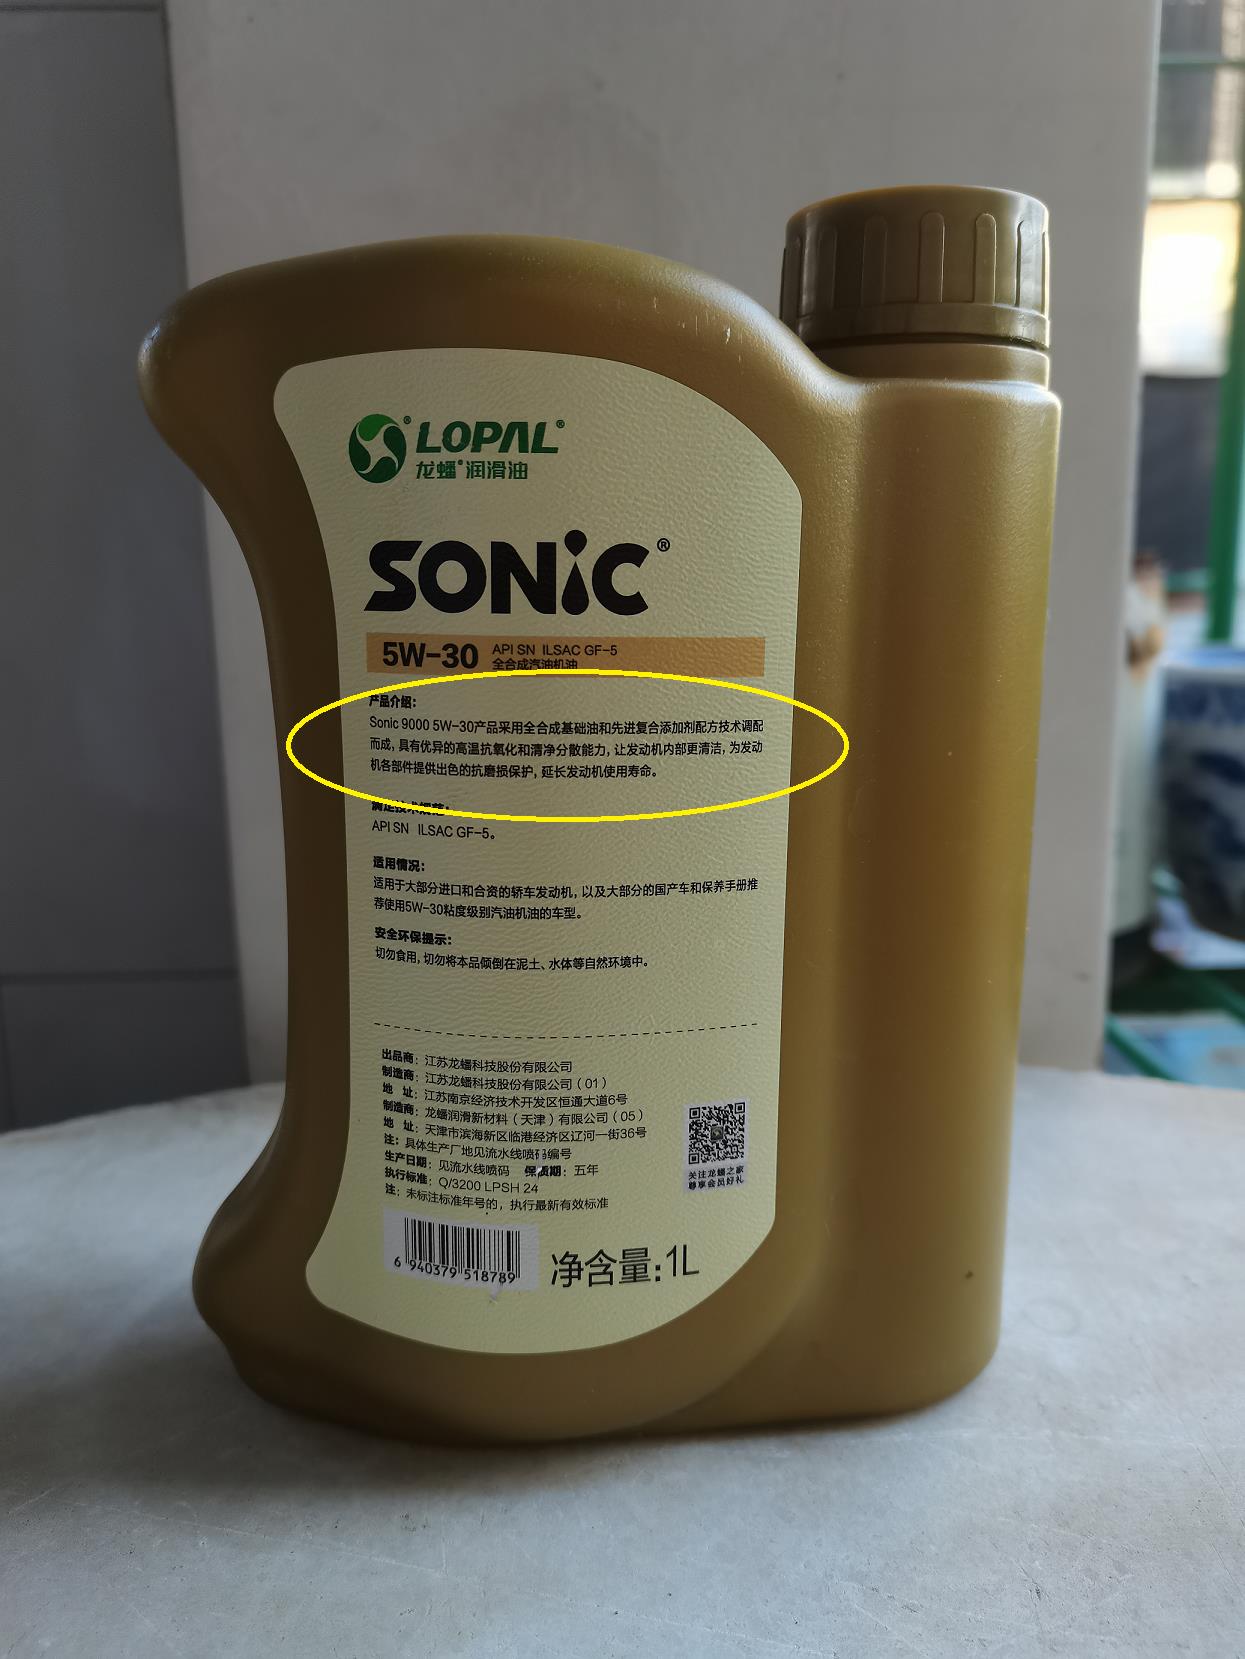 LOPAL®
龙蟠®润滑油
SONIC®
5W-30 API SN ILSAC GF-5
全合成汽油机油
产品介绍：
Sonic 9000 5W-30产品采用全合成基础油和先进复合添加剂配方技术调配
而成，具有优异的高温抗氧化和清净分散能力，让发动机内部更清洁，为发动
机各部件提供出色的抗磨损保护，延长发动机使用寿命。
满足技术规范：
API SN ILSAC GF-5。
适用情况：
适用于大部分进口和合资的轿车发动机，以及大部分的国产车和保养手册推
荐使用5W-30粘度级别汽油机油的车型。
安全环保提示：
切勿食用，切勿将本品倾倒在泥土、水体等自然环境中。
出品商：江苏龙蟠科技股份有限公司
制造商：江苏龙蟠科技股份有限公司（01）
地 址：江苏南京经济技术开发区恒通大道6号
制造商：龙蟠润滑新材料（天津）有限公司（05）
地 址：天津市滨海新区临港经济区辽河一街36号
注：具体生产厂地见流水线喷码编号
生产日期：见流水线喷码 保质期：五年
执行标准：Q/3200 LPSH 24
注：未标注标准年号的，执行最新有效标准
关注龙蟠之家
尊享会员好礼
6 940379 518789
净含量：1L